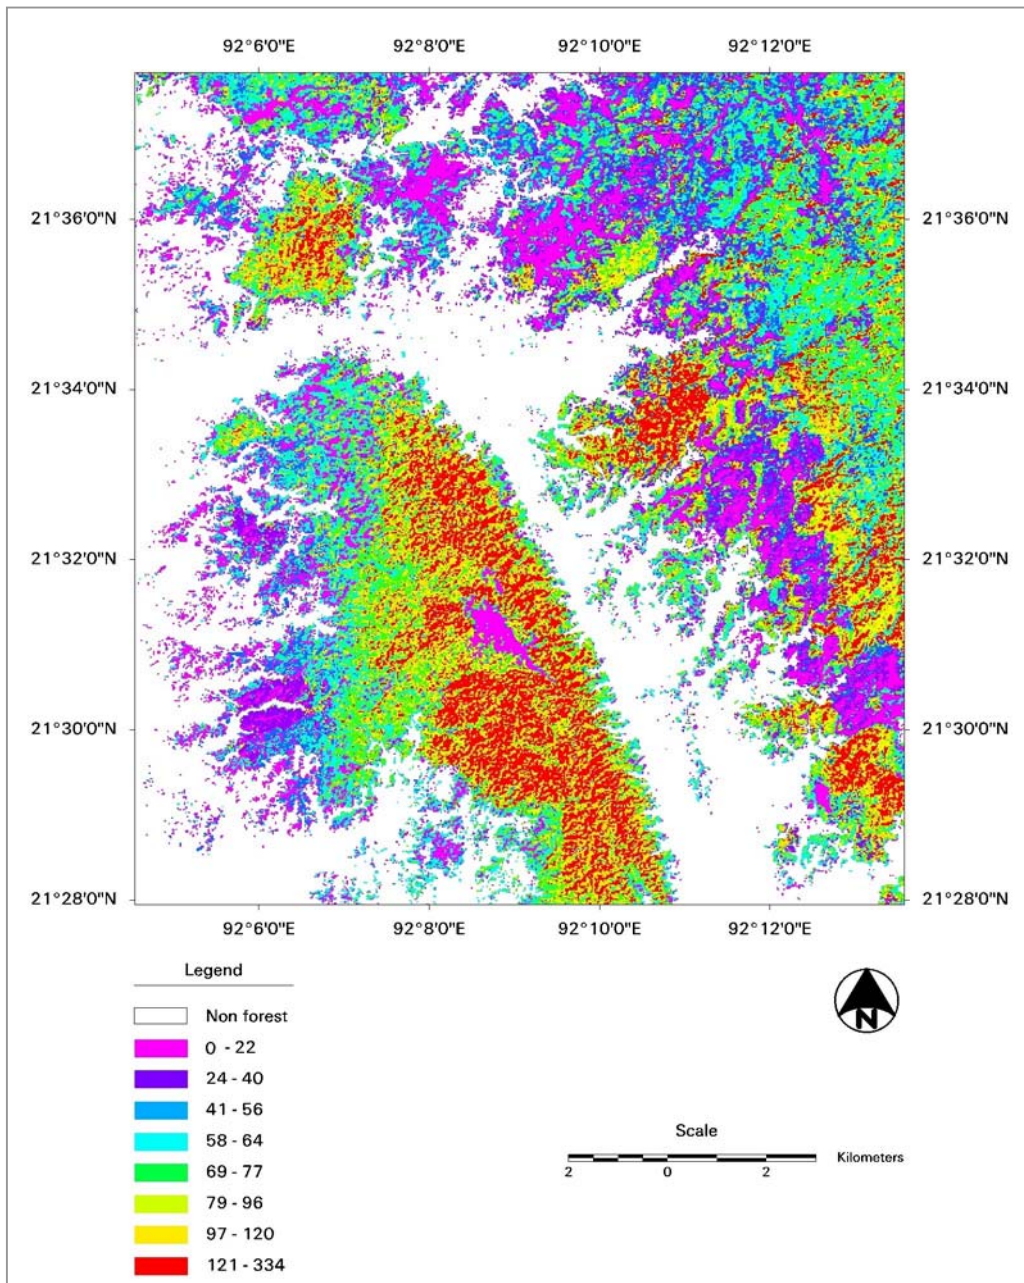 92°6'0"E 92°8'0"E 92°10'0"E 92°12'0"E
21°36'0"N 21°36'0"N
21°34'0"N 21°34'0"N
21°32'0"N 21°32'0"N
21°30'0"N 21°30'0"N
21°28'0"N 21°28'0"N
92°6'0"E 92°8'0"E 92°10'0"E 92°12'0"E
Legend
Non forest
0 - 22
24 - 40
41 - 56
58 - 64
69 - 77
79 - 96
97 - 120
121 - 334
N
Scale
Kilometers
2 0 2